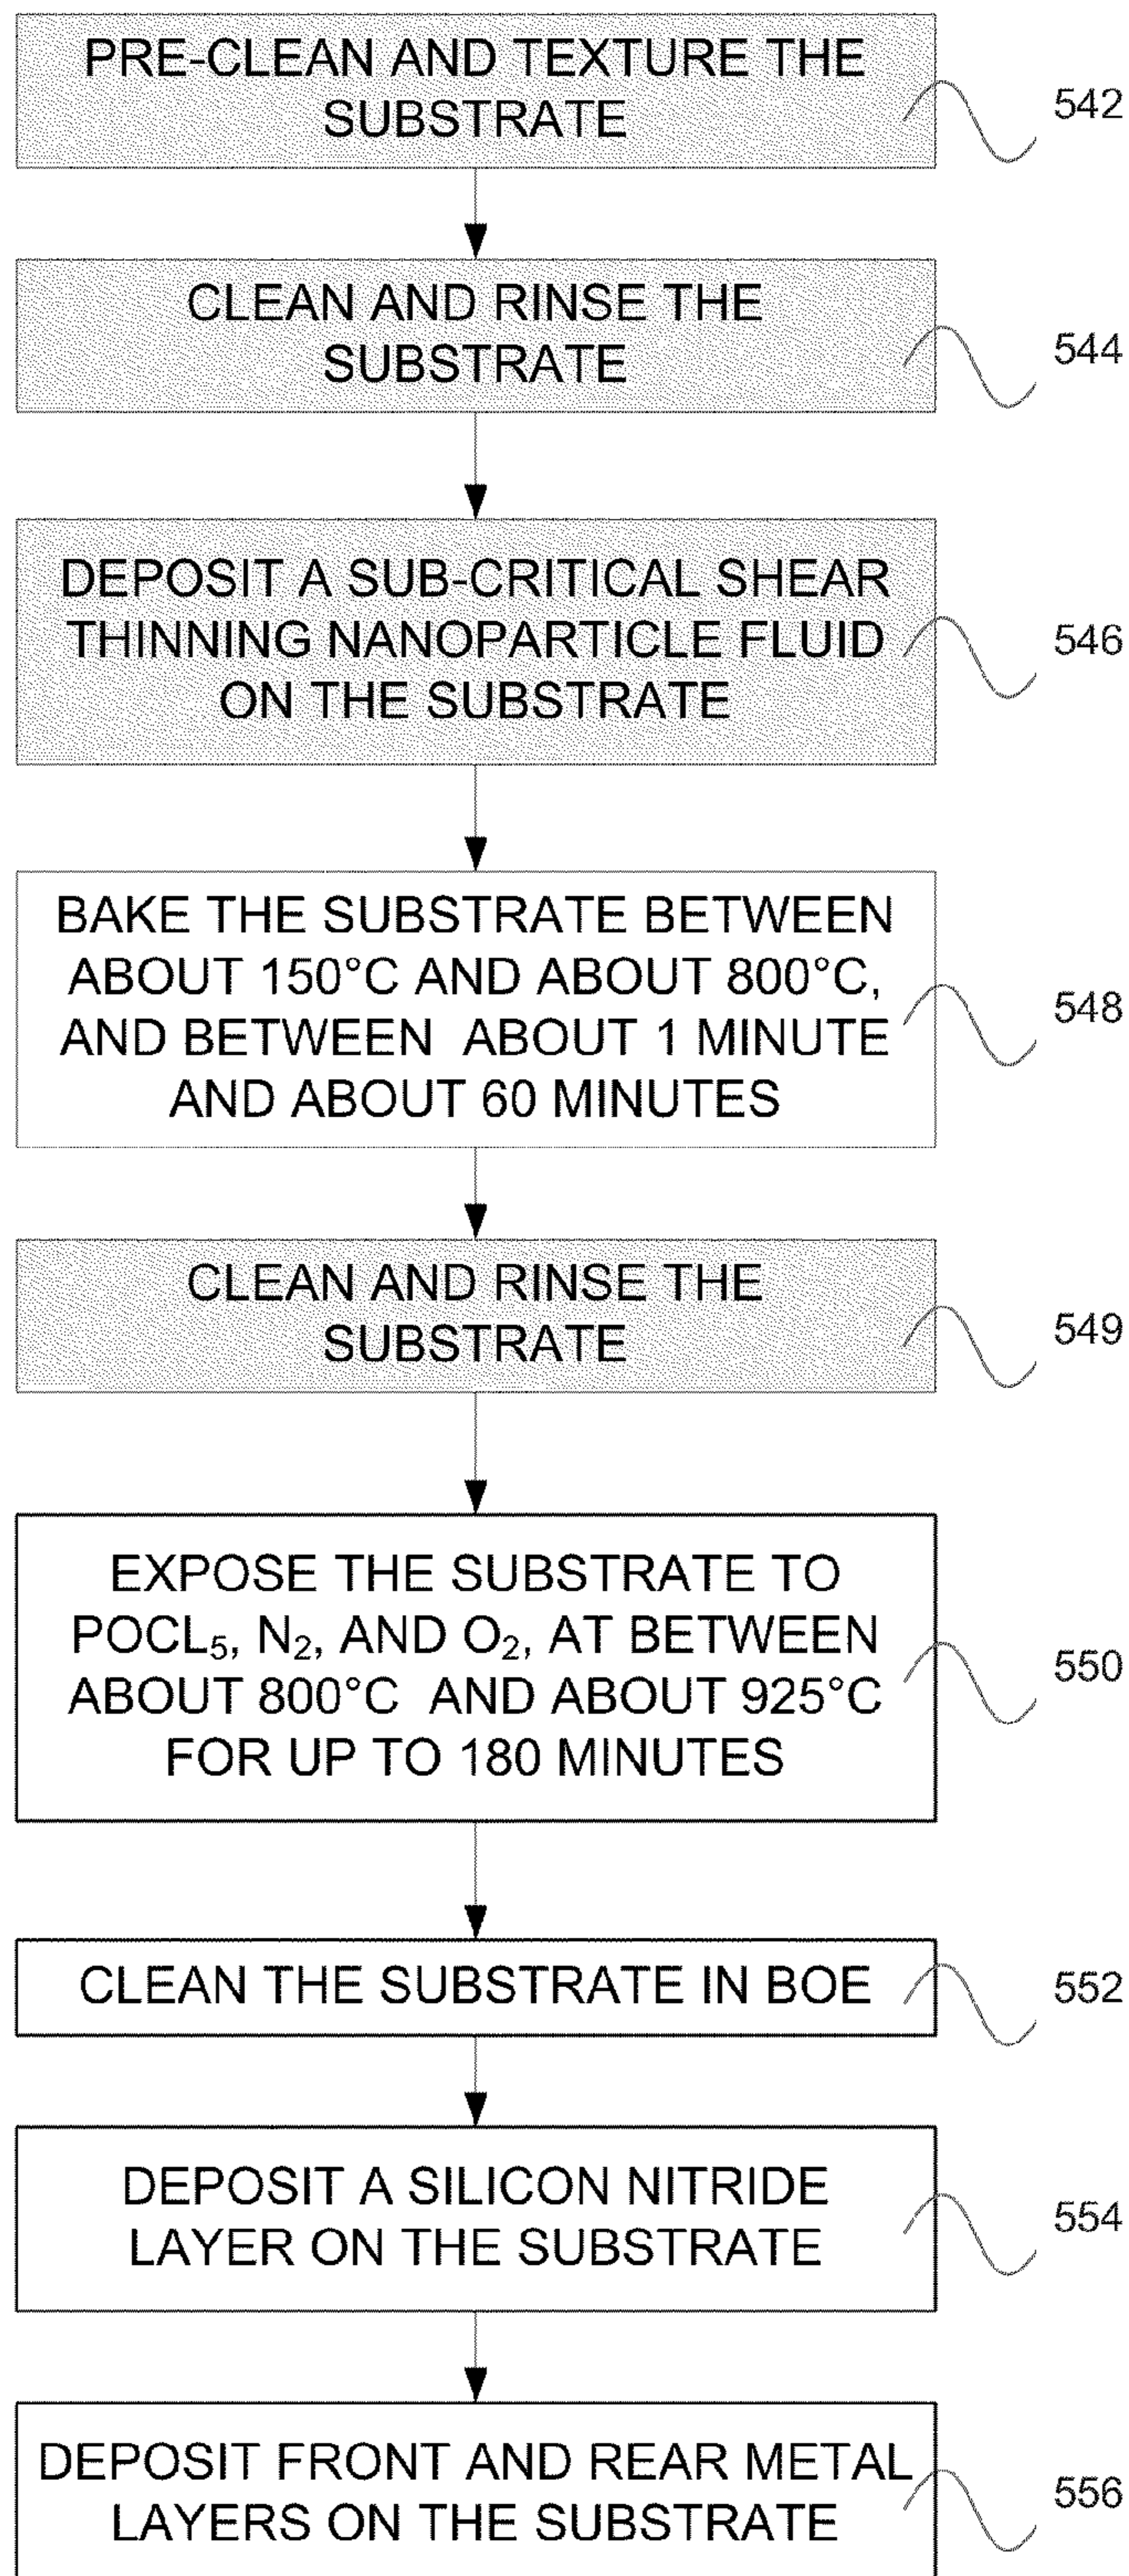 PRE-CLEAN AND TEXTURE THE
SUBSTRATE
542
CLEAN AND RINSE THE
SUBSTRATE
544
DEPOSIT A SUB-CRITICAL SHEAR
THINNING NANOPARTICLE FLUID
ON THE SUBSTRATE
546
BAKE THE SUBSTRATE BETWEEN
ABOUT 150°C AND ABOUT 800°C,
AND BETWEEN ABOUT 1 MINUTE
AND ABOUT 60 MINUTES
548
CLEAN AND RINSE THE
SUBSTRATE
549
EXPOSE THE SUBSTRATE TO
POCL₅, N₂, AND O₂, AT BETWEEN
ABOUT 800°C AND ABOUT 925°C
FOR UP TO 180 MINUTES
550
CLEAN THE SUBSTRATE IN BOE
552
DEPOSIT A SILICON NITRIDE
LAYER ON THE SUBSTRATE
554
DEPOSIT FRONT AND REAR METAL
LAYERS ON THE SUBSTRATE
556